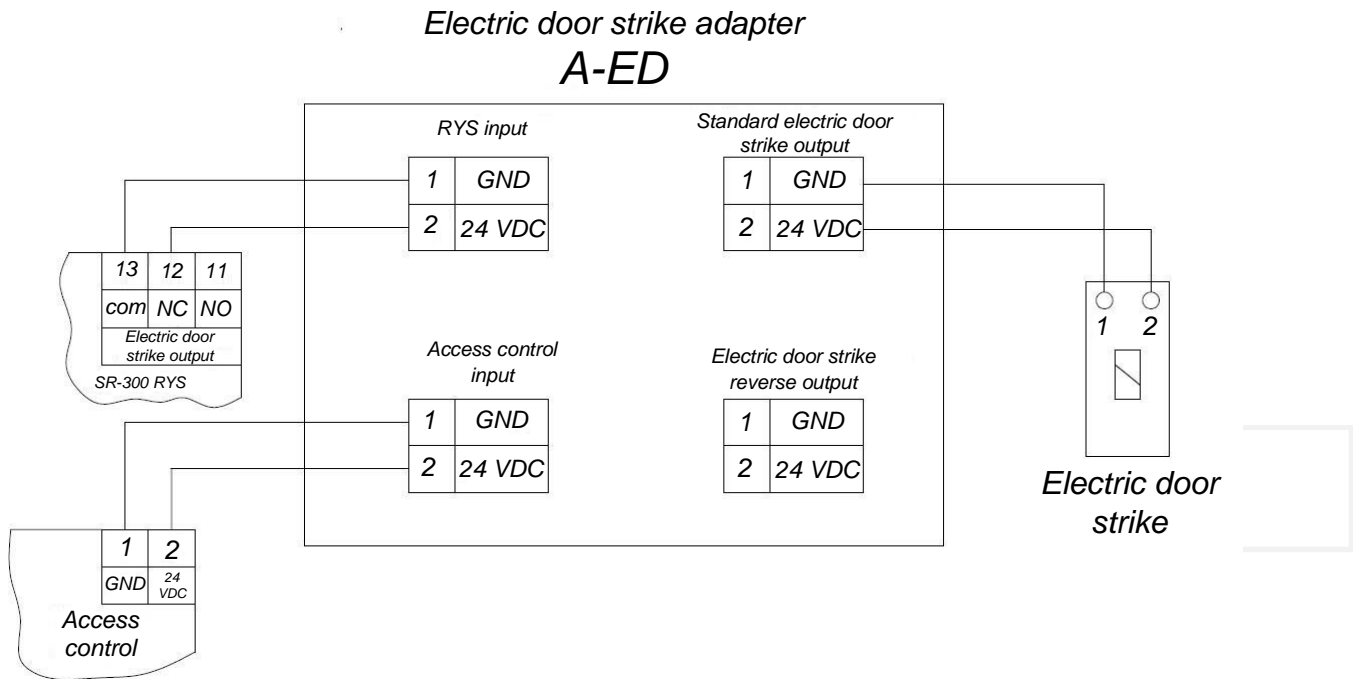 Electric door strike adapter
A-ED
RYS input
1 GND
2 24 VDC
Standard electric door
strike output
1 GND
2 24 VDC
13 12 11
com NC NO
Electric door
strike output
SR-300 RYS
Access control
input
1 GND
2 24 VDC
Electric door strike
reverse output
1 GND
2 24 VDC
1 2
Electric door
strike
1 2
GND 24
VDC
Access
control